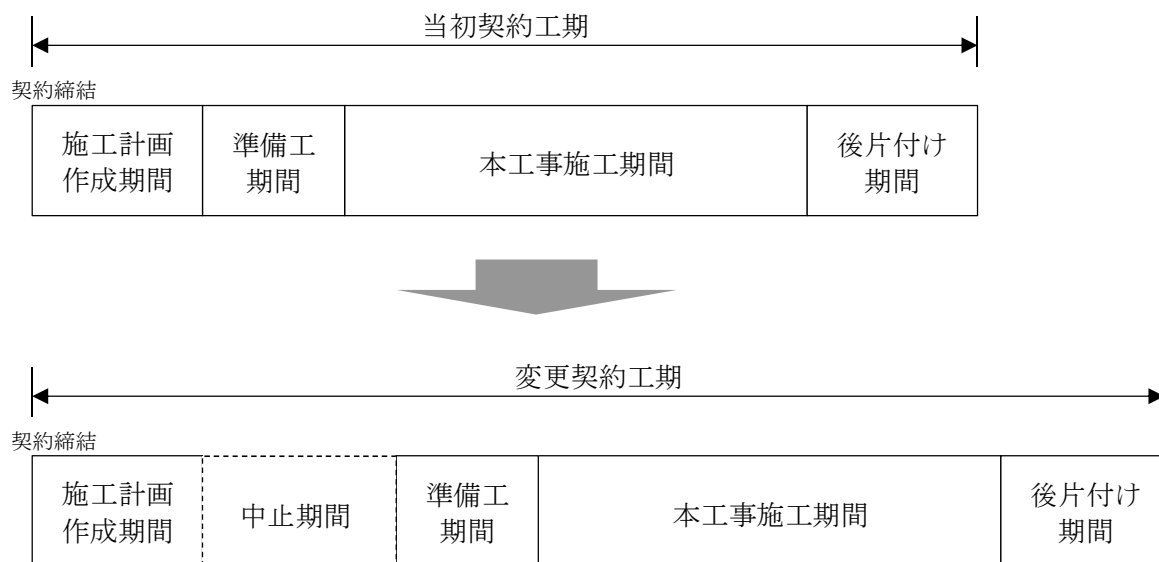 当初契約工期
契約締結
施工計画
作成期間
準備工
期間
本工事施工期間
後片付け
期間
変更契約工期
契約締結
施工計画
作成期間
中止期間
準備工
期間
本工事施工期間
後片付け
期間